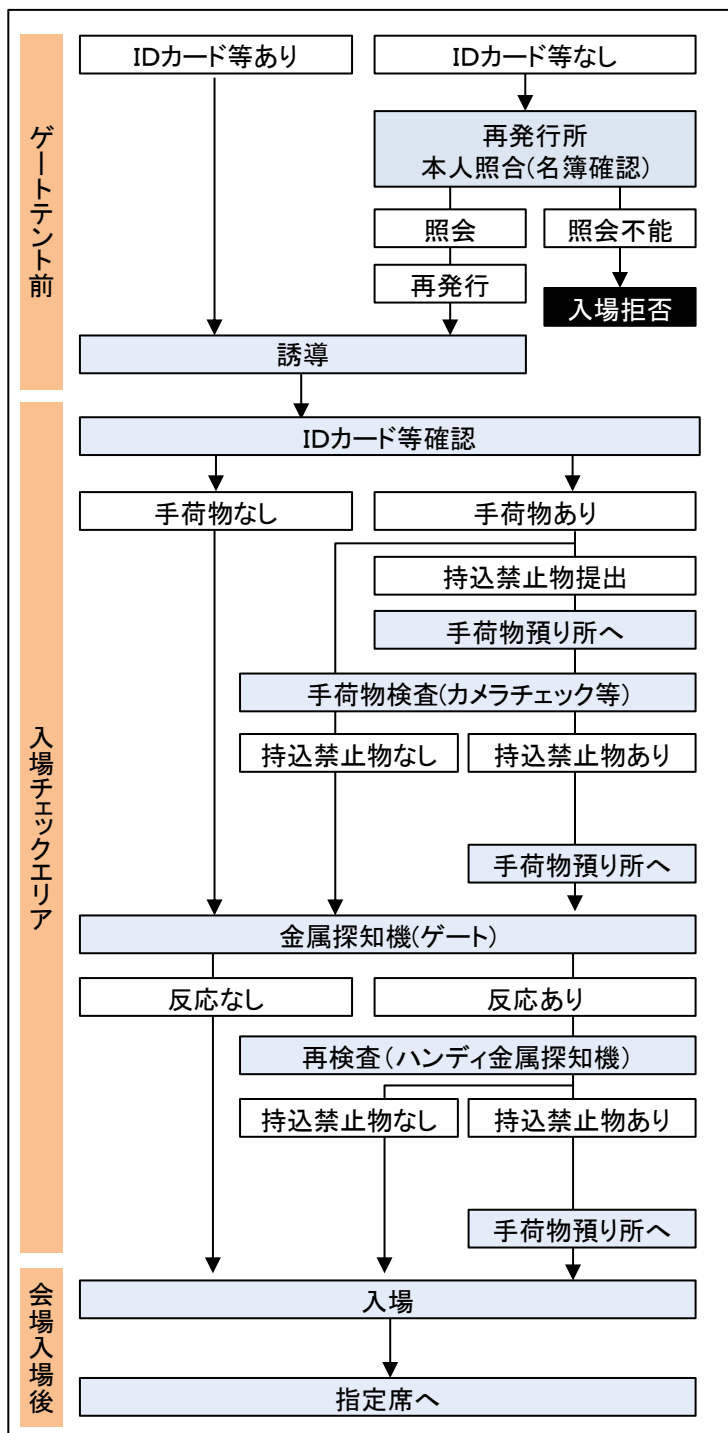 ゲートテント前
IDカード等あり
IDカード等なし
再発行所
本人照合(名簿確認)
照会
照会不能
再発行
入場拒否
誘導
入場チェックエリア
IDカード等確認
手荷物なし
手荷物あり
持込禁止物提出
手荷物預り所へ
手荷物検査(カメラチェック等)
持込禁止物なし
持込禁止物あり
手荷物預り所へ
金属探知機(ゲート)
反応なし
反応あり
再検査(ハンディ金属探知機)
持込禁止物なし
持込禁止物あり
手荷物預り所へ
会場入場後
入場
指定席へ